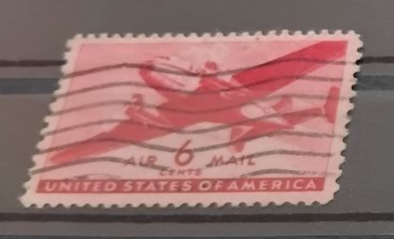 AIR 6 MAIL
CENTS
UNITED STATES OF AMERICA